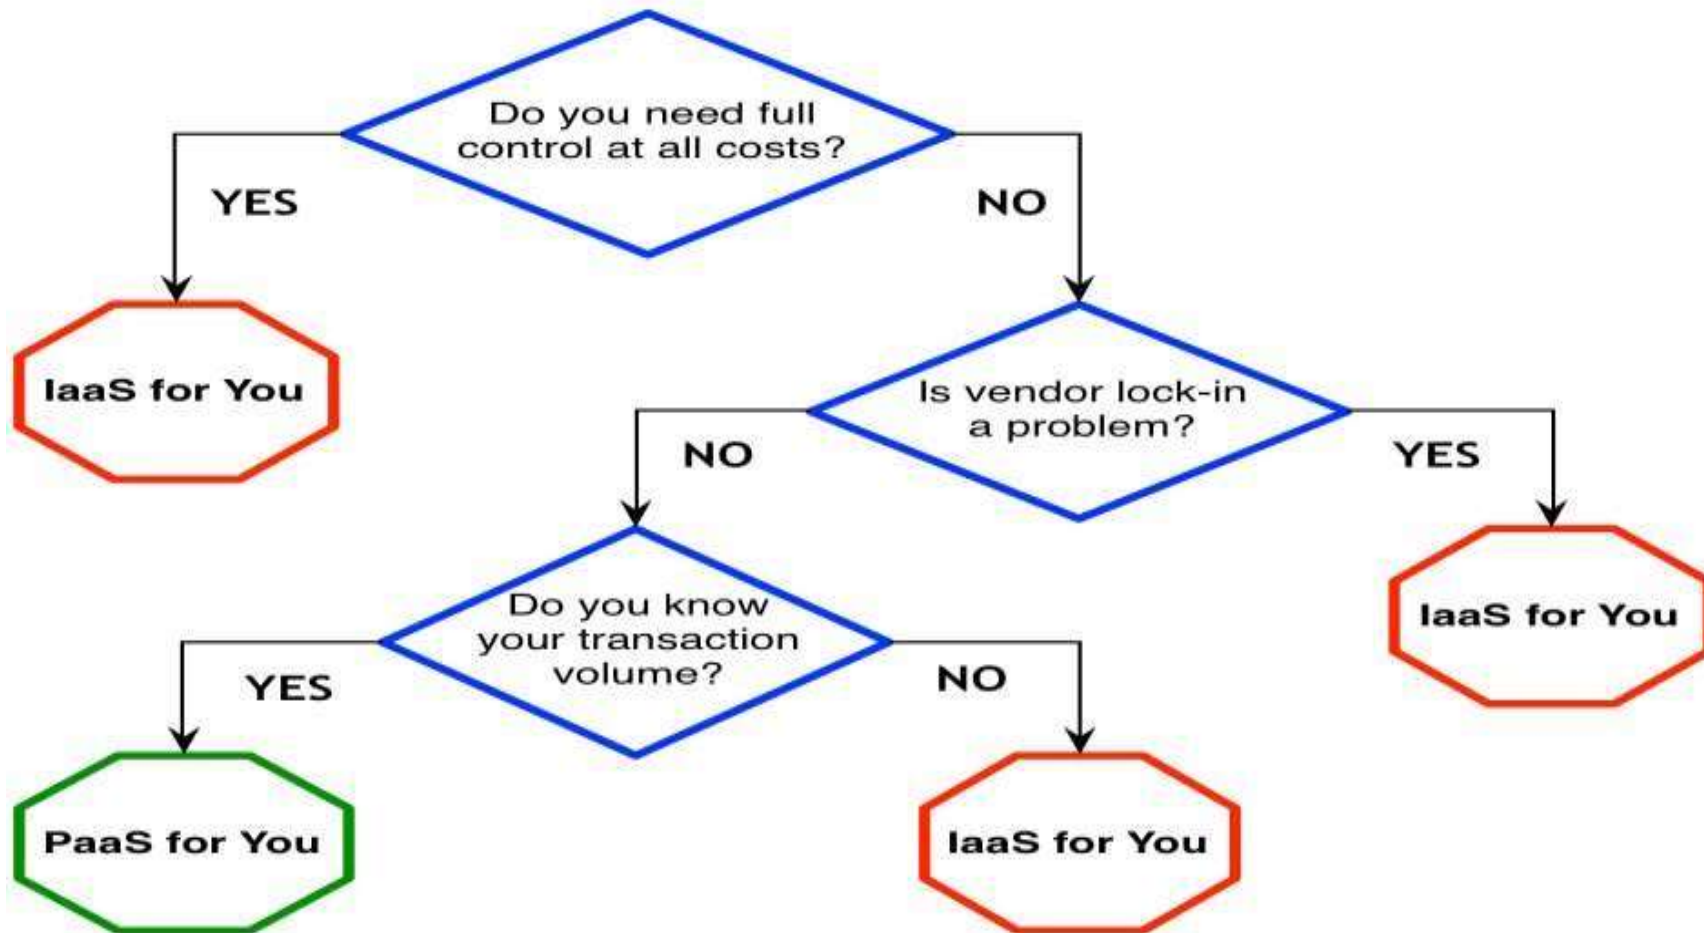 Do you need full
control at all costs?
YES
NO
IaaS for You
Is vendor lock-in
a problem?
NO
YES
Do you know
your transaction
volume?
IaaS for You
YES
NO
PaaS for You
IaaS for You